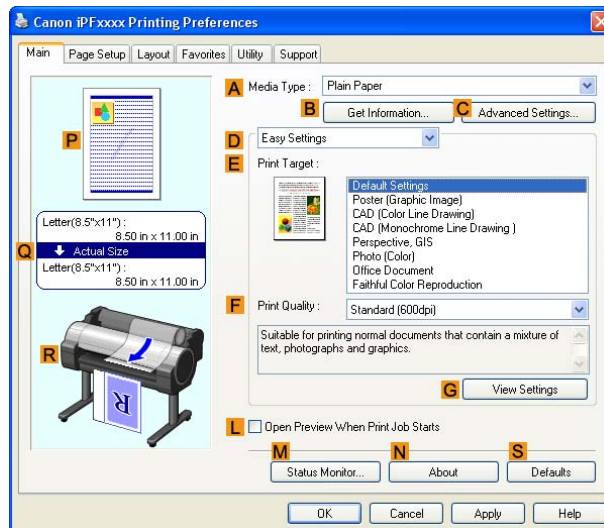 Canon iPFxxxx Printing Preferences
Main Page Setup Layout Favorites Utility Support
A Media Type : Plain Paper
B Get Information... C Advanced Settings...
D Easy Settings
E Print Target :
Default Settings
Poster (Graphic Image)
CAD (Color Line Drawing)
CAD (Monochrome Line Drawing )
Perspective, GIS
Photo (Color)
Office Document
Faithful Color Reproduction
P
Letter(8.5"x11") :
8.50 in x 11.00 in
Q Actual Size
Letter(8.5"x11") :
8.50 in x 11.00 in
F Print Quality : Standard (600dpi)
Suitable for printing normal documents that contain a mixture of
text, photographs and graphics.
R
R
G View Settings
L Open Preview When Print Job Starts
M N S
Status Monitor... About Defaults
OK Cancel Apply Help